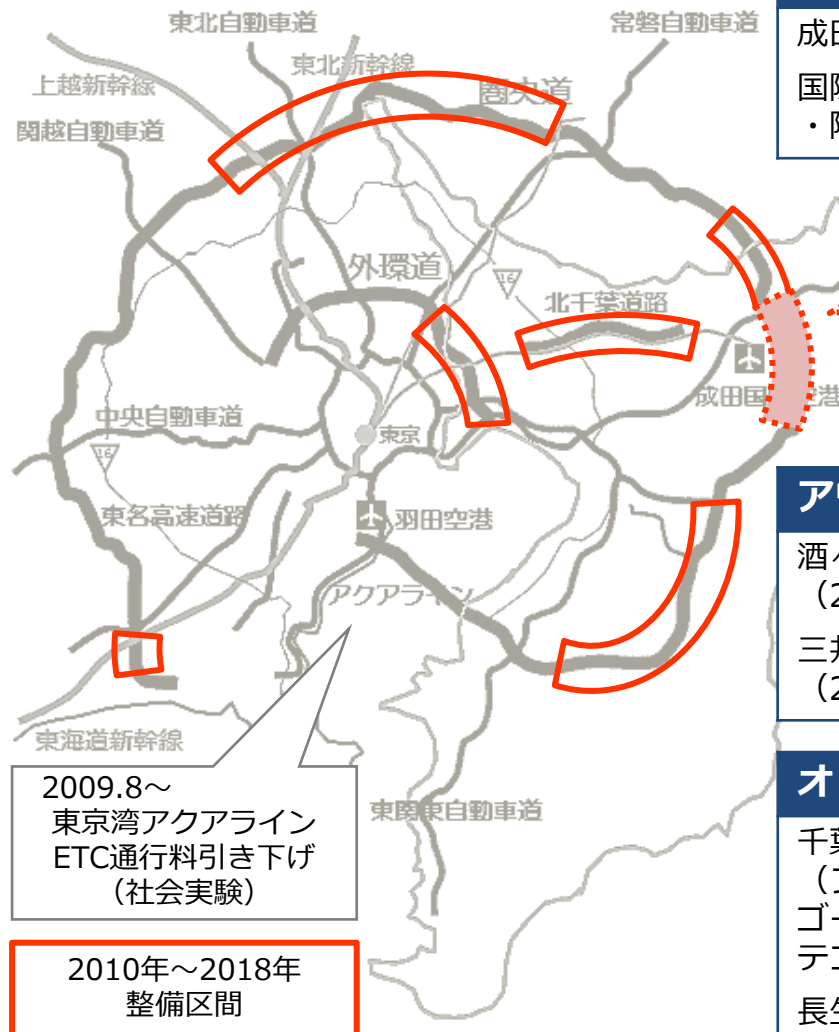 東北自動車道
常磐自動車道
上越新幹線
東北新幹線
圏央道
関越自動車道
外環道
16
北千葉道路
成田国
空港
中央自動車道
16
東京
東名高速道路
羽田空港
アクアライン
東海道新幹線
東関東自動車道
2009.8～
東京湾アクアライン
ETC通行料引き下げ
（社会実験）
2010年～2018年
整備区間
成
国
・
ア
酒々
（2
三
（2
オ
千
（
ゴー
テ
長